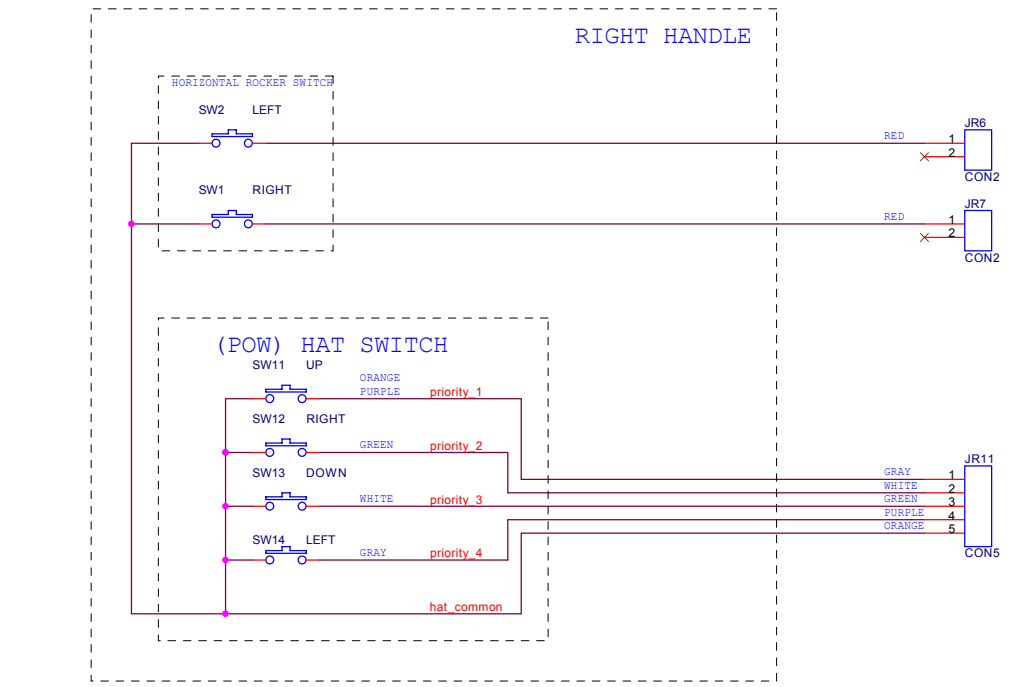 RIGHT HANDLE
HORIZONTAL ROCKER SWITCH
SW2 LEFT
RED
JR6
1
2
CON2
SW1 RIGHT
RED
JR7
1
2
CON2
(POW) HAT SWITCH
SW11 UP
ORANGE
PURPLE priority_1
SW12 RIGHT
GREEN priority_2
SW13 DOWN
WHITE priority_3
SW14 LEFT
GRAY priority_4
hat_common
JR11
GRAY 1
WHITE 2
GREEN 3
PURPLE 4
ORANGE 5
CON5